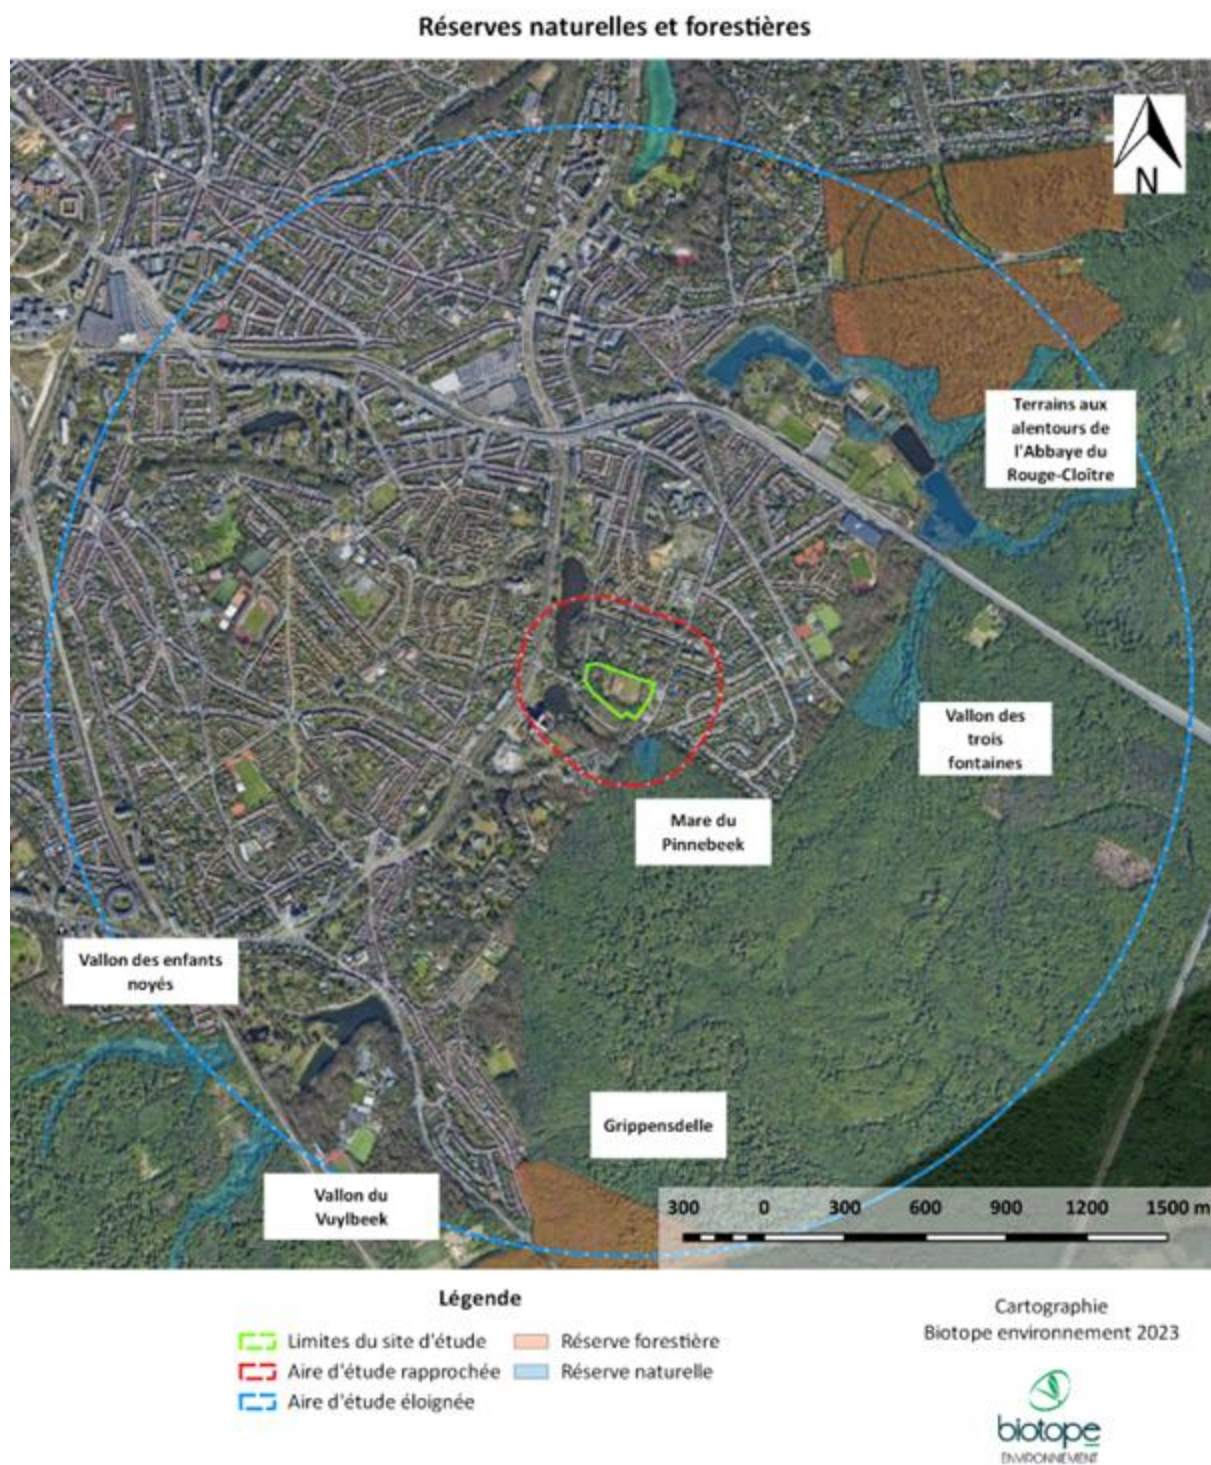 Réserves naturelles et forestières
N
Terrains aux
alentours de
l'Abbaye du
Rouge-Cloître
Vallon des
trois
fontaines
Mare du
Pinnebeek
Vallon des enfants
noyés
Grippensdelle
Vallon du
Vuylbeek
300 0 300 600 900 1200 1500 m
Légende
Limites du site d'étude
Réserve forestière
Aire d'étude rapprochée
Réserve naturelle
Aire d'étude éloignée
Cartographie
Biotope environnement 2023
biotope
ENVIRONNEMENT